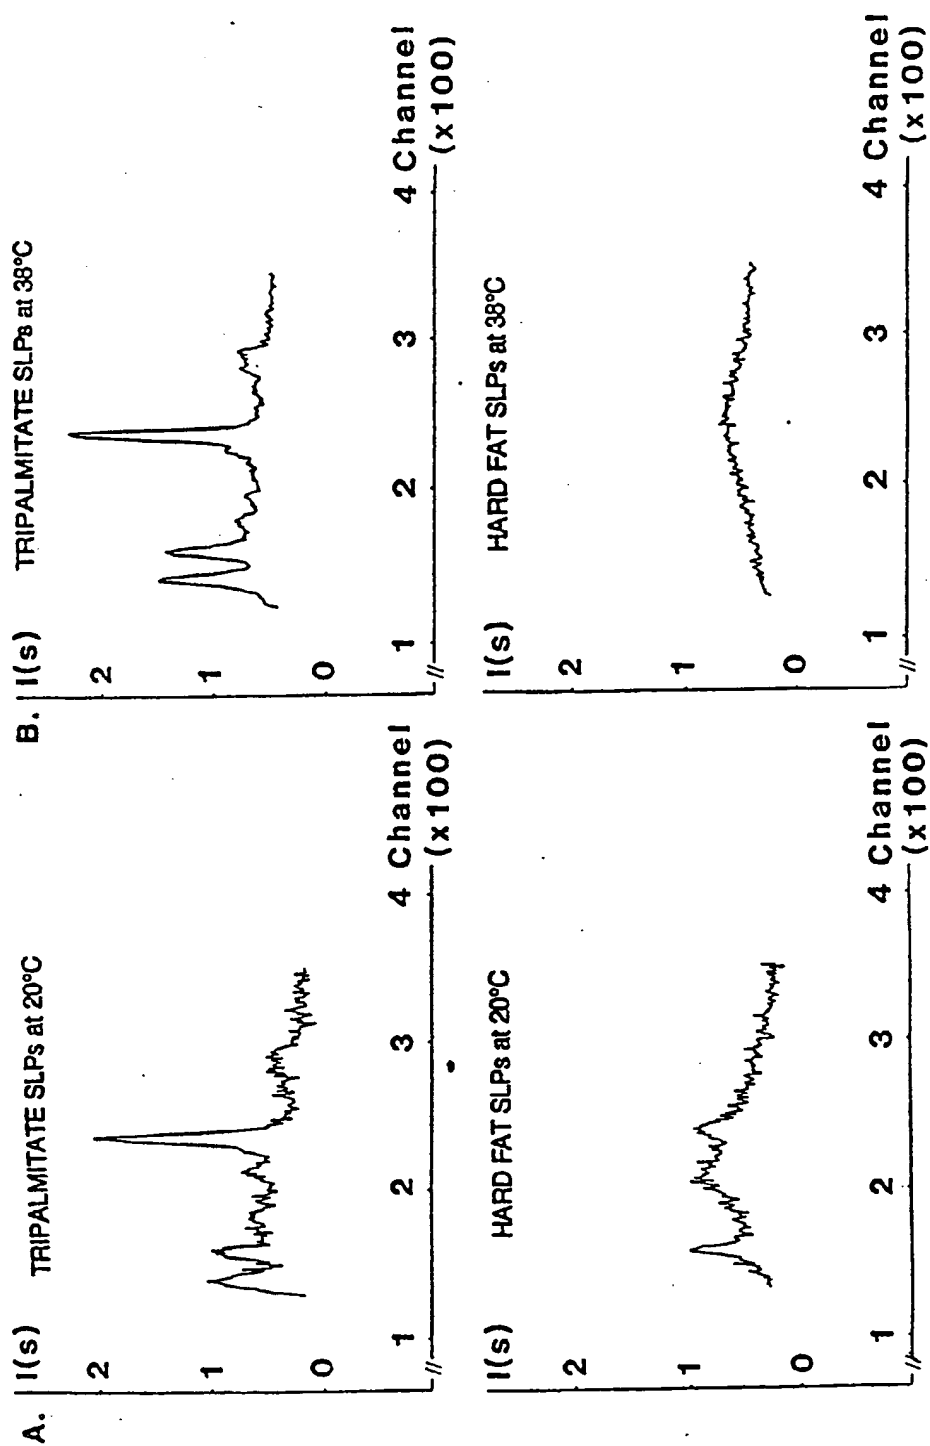 A. I(s) TRIPALMITATE SLPs at 20°C
2
1
0
1 2 3 4 Channel
(x100)
HARD FAT SLPs at 20°C
I(s)
2
1
0
1 2 3 4 Channel
(x100)
B. I(s) TRIPALMITATE SLPs at 38°C
2
1
0
1 2 3 4 Channel
(x100)
I(s) HARD FAT SLPs at 38°C
2
1
0
1 2 3 4 Channel
(x100)